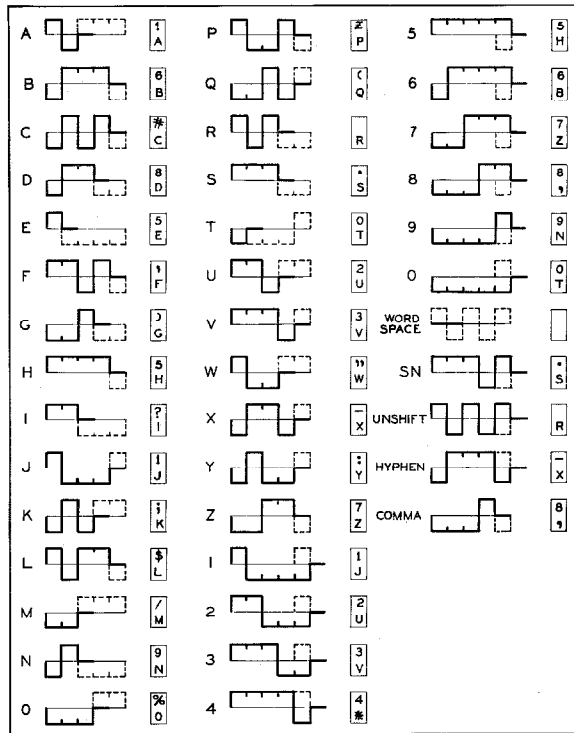 A 1 A
B 6 B
C # C
D 8 D
E 5 E
F ' F
G ) G
H 5 H
I ? I
J 1 J
K ; K
L $ L
M / M
N 9 N
O % O
P P
Q ( Q
R R
S • S
T 0 T
U 2 U
V 3 V
W " W
X – X
Y : Y
Z 7 Z
1 1 J
2 2 U
3 3 V
4 4 *
5 5 H
6 6 B
7 7 Z
8 8 ,
9 9 N
0 0 T
WORD
SPACE
SN • S
UNSHIFT R
HYPHEN – X
COMMA 8 ,